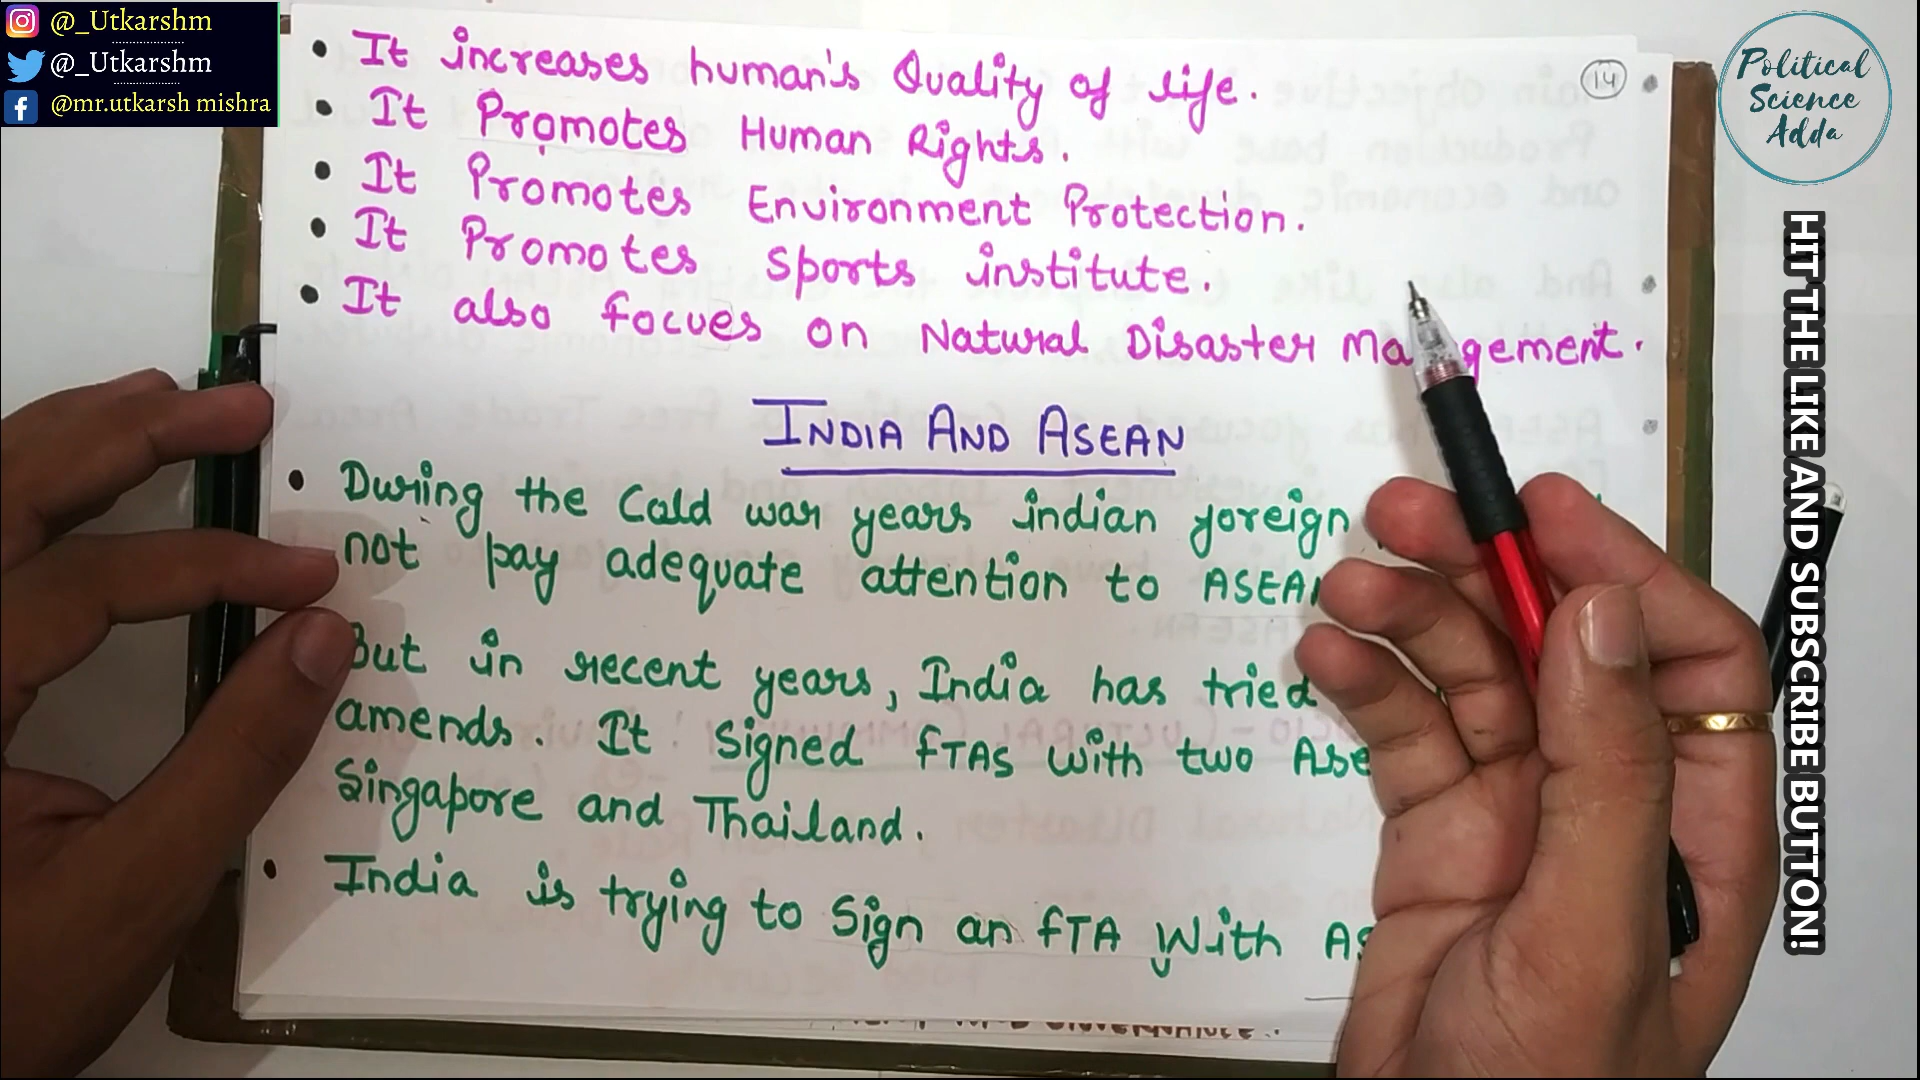 @_Utkarshm
@_Utkarshm
@mr.utkarsh mishra
Political
Science
Adda
HIT THE LIKE AND SUBSCRIBE BUTTON!
14
• It increases human's Quality of life.
• It Promotes Human Rights.
• It Promotes Environment Protection.
• It Promotes Sports institute.
• It also focues on Natural Disaster Ma gement.
INDIA AND ASEAN
• During the Cold war years indian foreign
not pay adequate attention to ASEAN
But in recent years, India has tried
amends. It Signed FTAs with two Ase
Singapore and Thailand.
• India is trying to Sign an FTA With AS